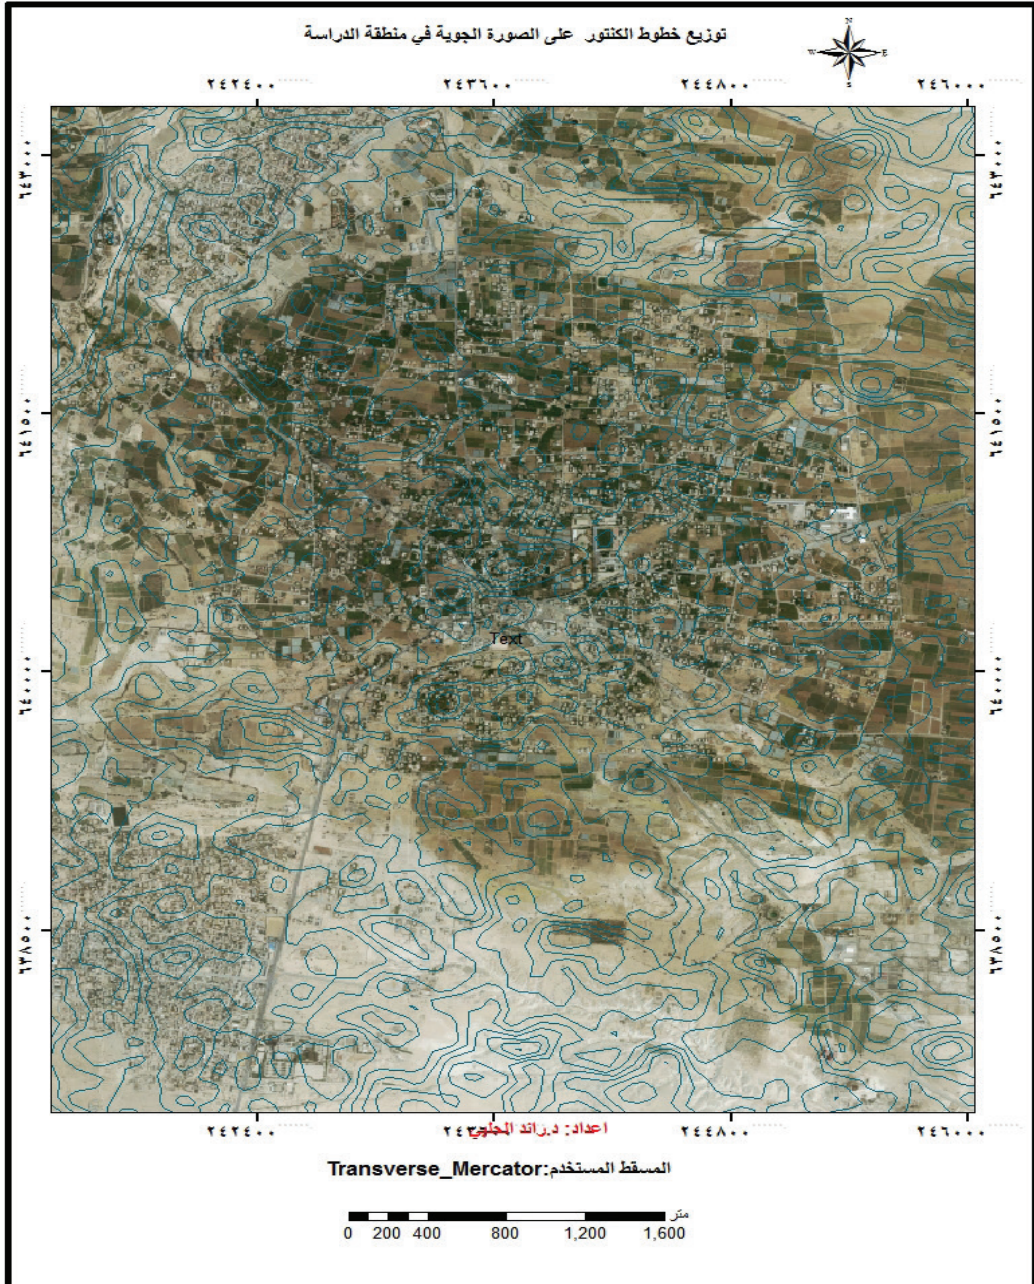 توزيع خطوط الكنتور على الصورة الجوية في منطقة الدراسة
N
W E
S
٢٤٢٤٠٠ ٢٤٣٦٠٠ ٢٤٤٨٠٠ ٢٤٦٠٠٠
٦٤٣٠٠٠ ٦٤٣٠٠٠
٦٤١٥٠٠ ٦٤١٥٠٠
Text
٦٤٠٠٠٠ ٦٤٠٠٠٠
٦٣٨٥٠٠ ٦٣٨٥٠٠
٢٤٢٤٠٠ ٢٤٣٦٠٠ ٢٤٤٨٠٠ ٢٤٦٠٠٠
اعداد: د.رائد الحلبي
المسقط المستخدم:Transverse_Mercator
متر
0 200 400 800 1,200 1,600